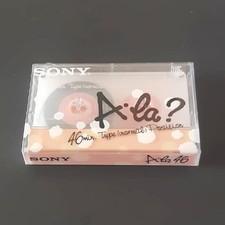 SONY
A·la?
46min. Type I (normal) Position
SONY
A·la 46